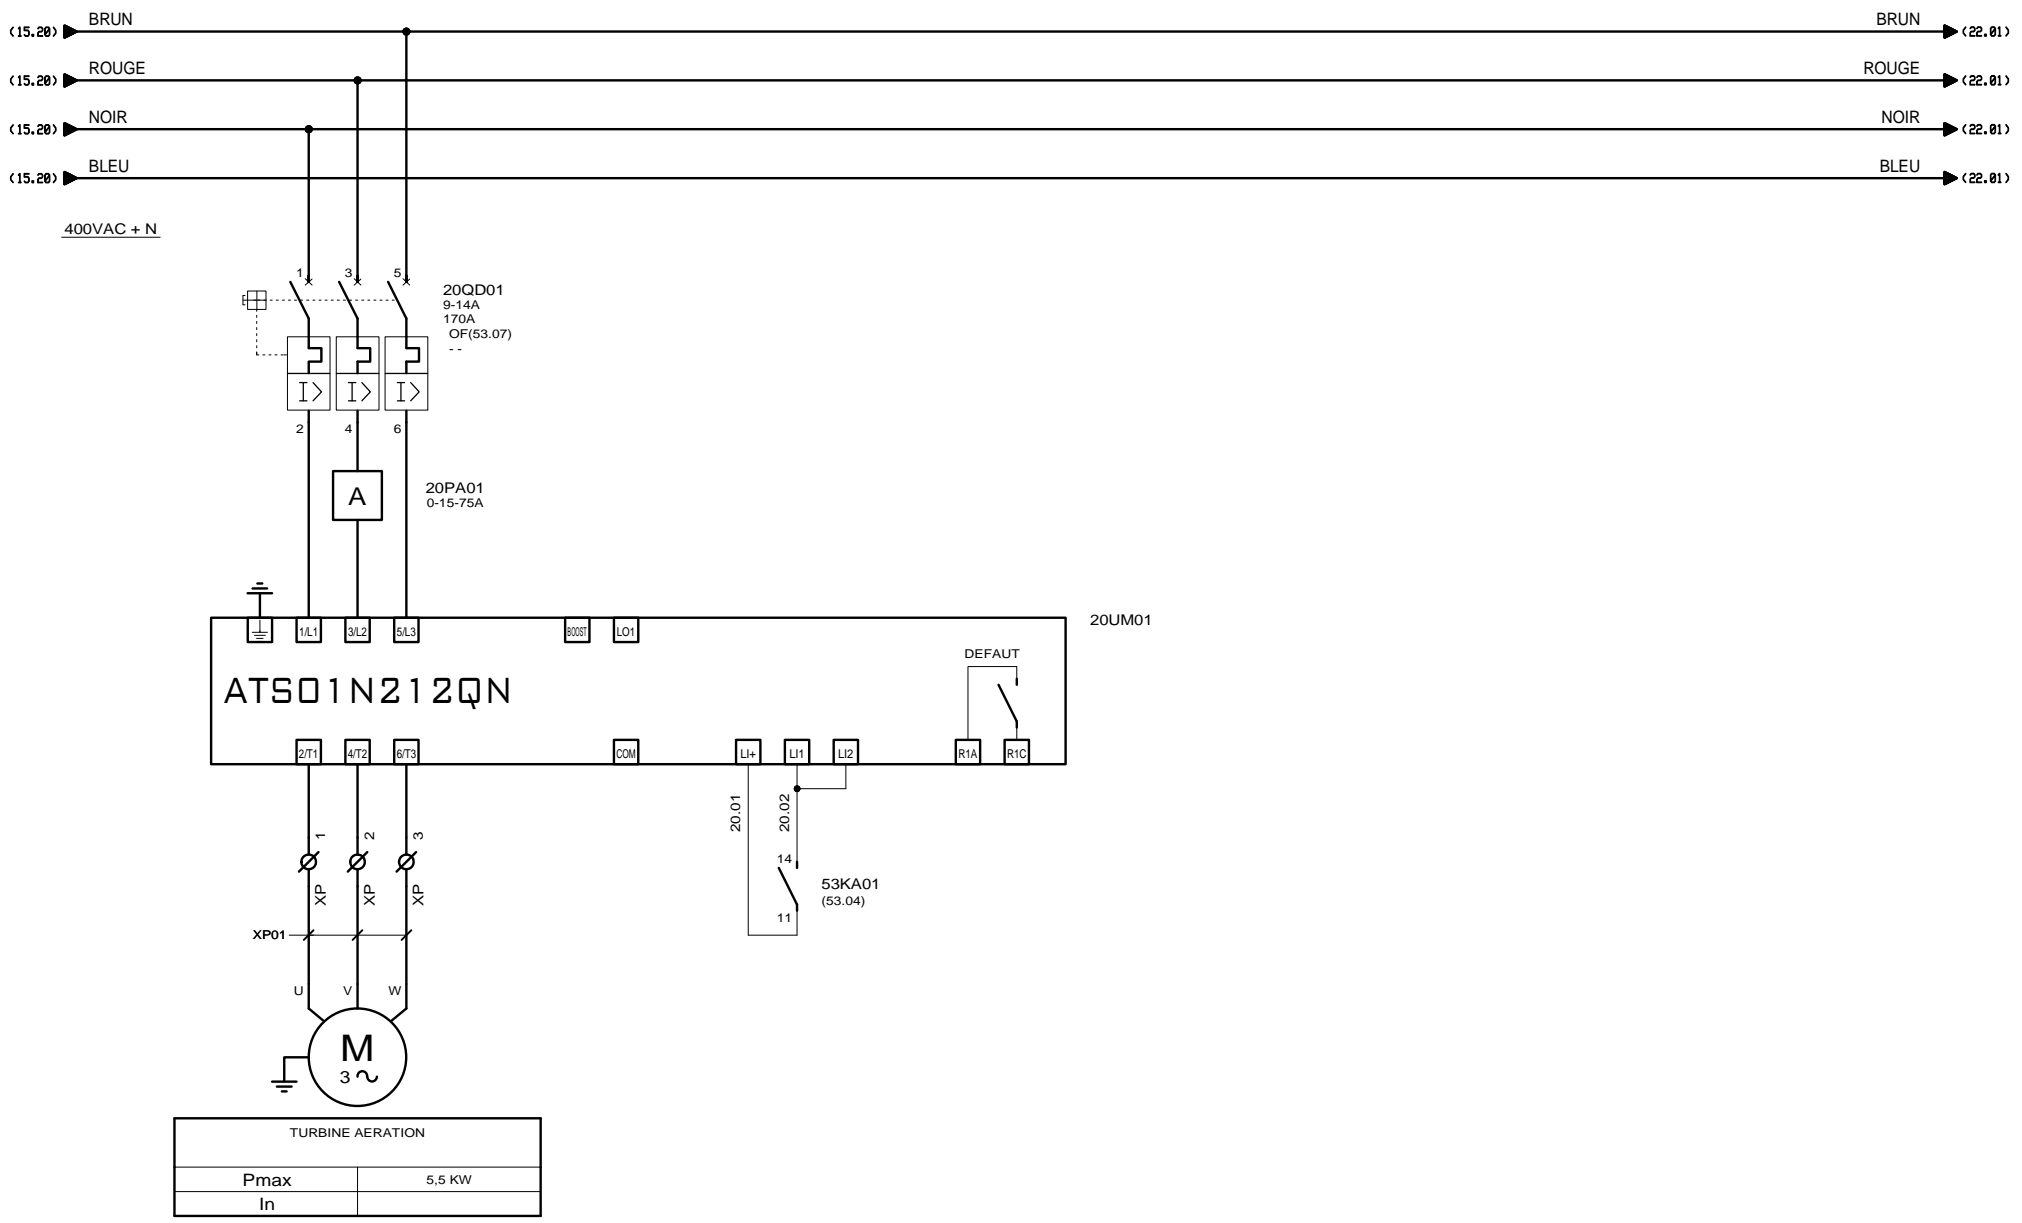 BRUN BRUN
(15.20) (22.01)
ROUGE ROUGE
(15.20) (22.01)
NOIR NOIR
(15.20) (22.01)
BLEU BLEU
(15.20) (22.01)
400VAC + N
1 3 5
20QD01
9-14A
170A
OF(53.07)
- -
I> I> I>
2 4 6
A
20PA01
0-15-75A
20UM01
1/L1 3/L2 5/L3 BOOST LO1
DEFAUT
ATS01N212QN
2/T1 4/T2 6/T3 COM LI+ LI1 LI2 R1A R1C
20.01 20.02
1 2 3
14
XP XP XP
53KA01
(53.04)
11
XP01
U V W
M
3
TURBINE AERATION
Pmax 5,5 KW
In